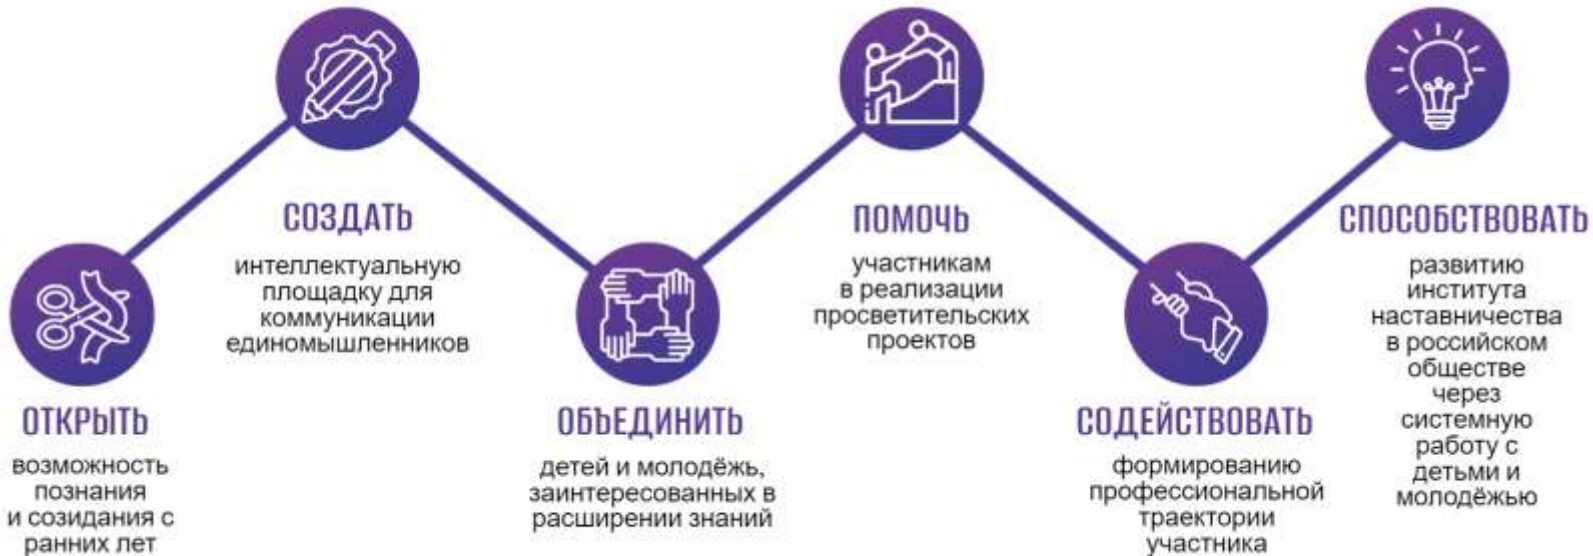 ОТКРЫТЬ
возможность
познания
и созидания с
ранних лет
СОЗДАТЬ
интеллектуальную
площадку для
коммуникации
единомышленников
ОБЪЕДИНИТЬ
детей и молодёжь,
заинтересованных в
расширении знаний
ПОМОЧЬ
участникам
в реализации
просветительских
проектов
СОДЕЙСТВОВАТЬ
формированию
профессиональной
траектории
участника
СПОСОБСТВОВАТЬ
развитию
института
наставничества
в российском
обществе
через
системную
работу с
детьми и
молодёжью